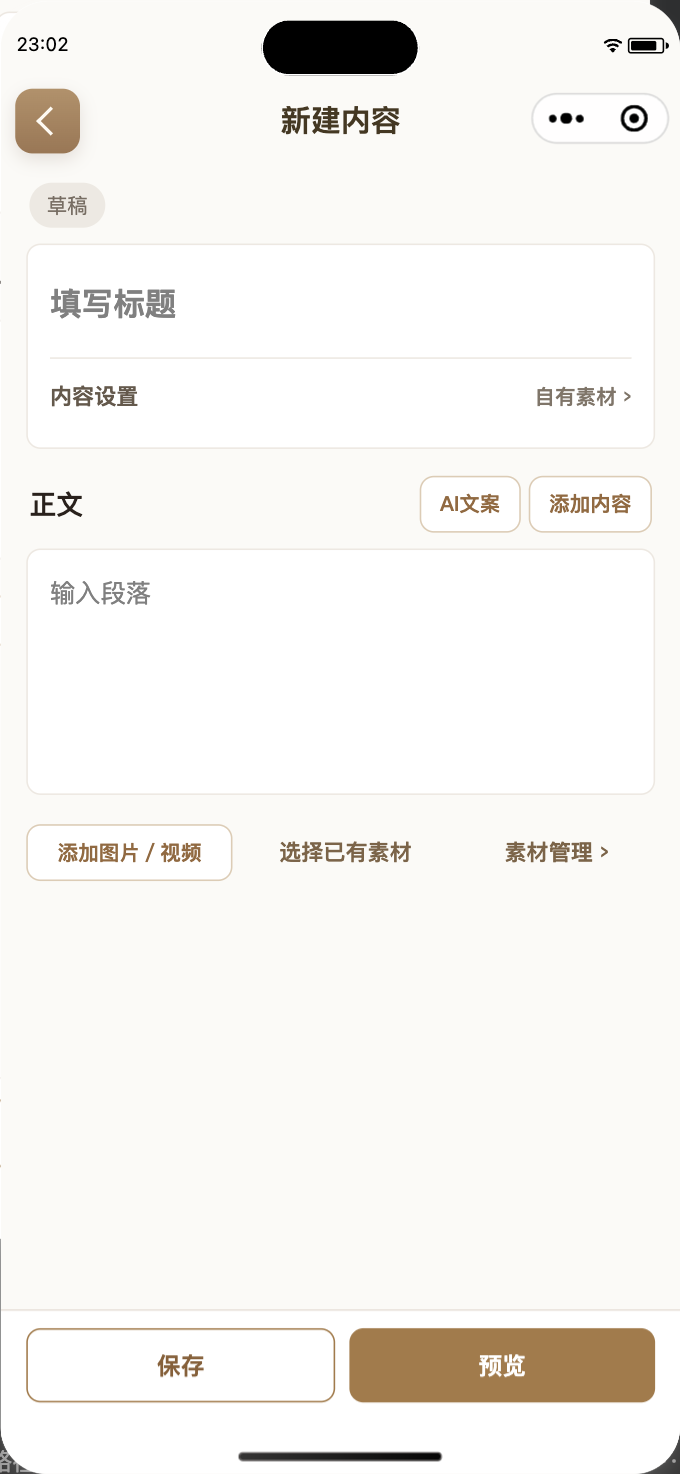 23:02
新建内容
草稿
填写标题
内容设置
自有素材 >
正文
AI文案
添加内容
输入段落
添加图片 / 视频
选择已有素材
素材管理 >
保存
预览